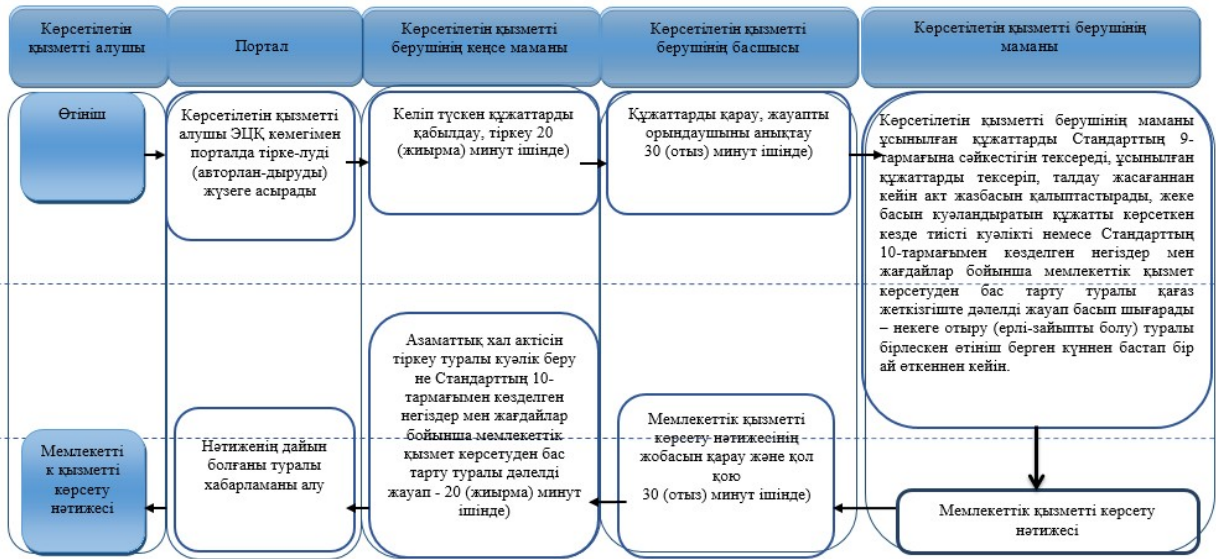 Көрсетілетін
қызметті алушы
Портал
Көрсетілетін қызметті
берушінің кеңсе маманы
Көрсетілетін қызметті
берушінің басшысы
Көрсетілетін қызметті берушінің
маманы
Өтініш
Көрсетілетін қызметті
алушы ЭЦҚ көмегімен
порталда тірке-луді
(авторлан-дыруды)
жүзеге асырады
Келіп түскен құжаттарды
қабылдау, тіркеу 20
(жиырма) минут ішінде)
Құжаттарды қарау, жауапты
орындаушыны анықтау
30 (отыз) минут ішінде)
Көрсетілетін қызметті берушінің маманы
ұсынылған құжаттарды Стандарттың 9-
тармағына сәйкестігін тексереді, ұсынылған
құжаттарды тексеріп, талдау жасағаннан
кейін акт жазбасын қалыптастырады, жеке
басын куәландыратын құжатты көрсеткен
кезде тиісті куәлікті немесе Стандарттың
10-тармағымен көзделген негіздер мен
жағдайлар бойынша мемлекеттік қызмет
көрсетуден бас тарту туралы қағаз
жеткізгіште дәлелді жауап басып шығарады
– некеге отыру (ерлі-зайыпты болу) туралы
бірлескен өтініш берген күннен бастап бір
ай өткеннен кейін.
Мемлекетті
к қызметті
көрсету
нәтижесі
Нәтиженің дайын
болғаны туралы
хабарламаны алу
Азаматтық хал актісін
тіркеу туралы куәлік беру
не Стандарттың 10-
тармағымен көзделген
негіздер мен жағдайлар
бойынша мемлекеттік
қызмет көрсетуден бас
тарту туралы дәлелді
жауап - 20 (жиырма) минут
ішінде)
Мемлекеттік қызметті
көрсету нәтижесінің
жобасын қарау және қол
қою
30 (отыз) минут ішінде)
Мемлекеттік қызметті көрсету
нәтижесі